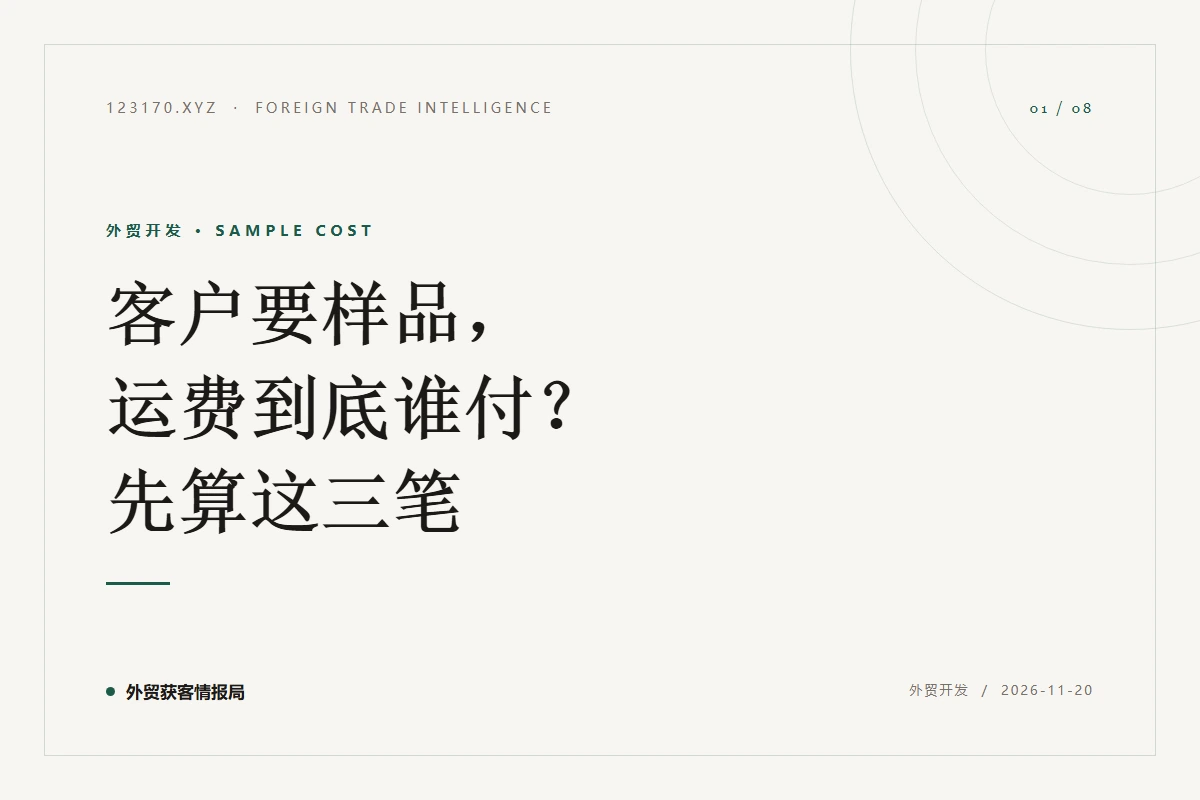 123170.XYZ · FOREIGN TRADE INTELLIGENCE
01 / 08
外贸开发 • SAMPLE COST
客户要样品，
运费到底谁付？
先算这三笔
外贸获客情报局
外贸开发 / 2026-11-20